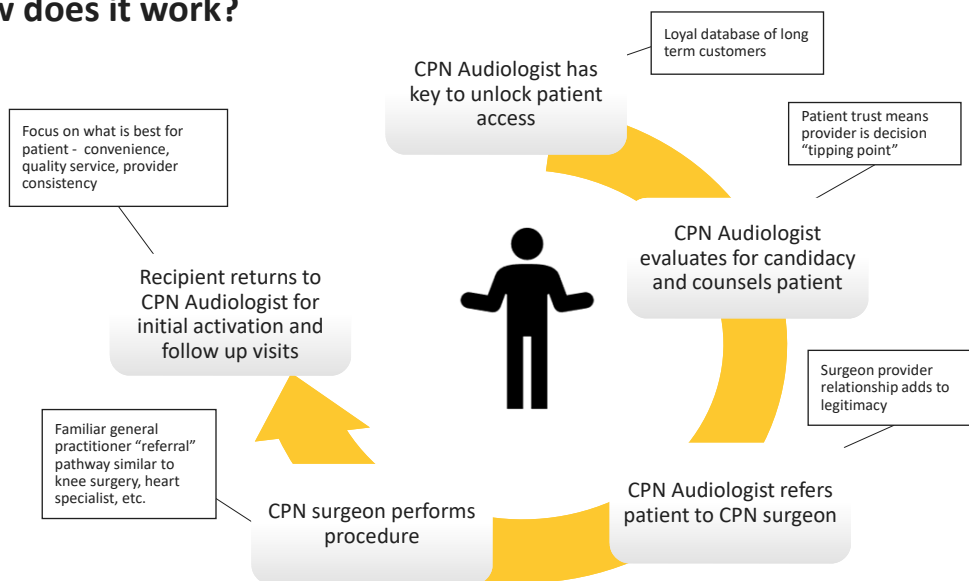 w does it work?
Loyal database of long
term customers
CPN Audiologist has
key to unlock patient
access
Patient trust means
provider is decision
“tipping point”
CPN Audiologist
evaluates for candidacy
and counsels patient
Surgeon provider
relationship adds to
legitimacy
CPN Audiologist refers
patient to CPN surgeon
CPN surgeon performs
procedure
Familiar general
practitioner “referral”
pathway similar to
knee surgery, heart
specialist, etc.
Recipient returns to
CPN Audiologist for
initial activation and
follow up visits
Focus on what is best for
patient - convenience,
quality service, provider
consistency